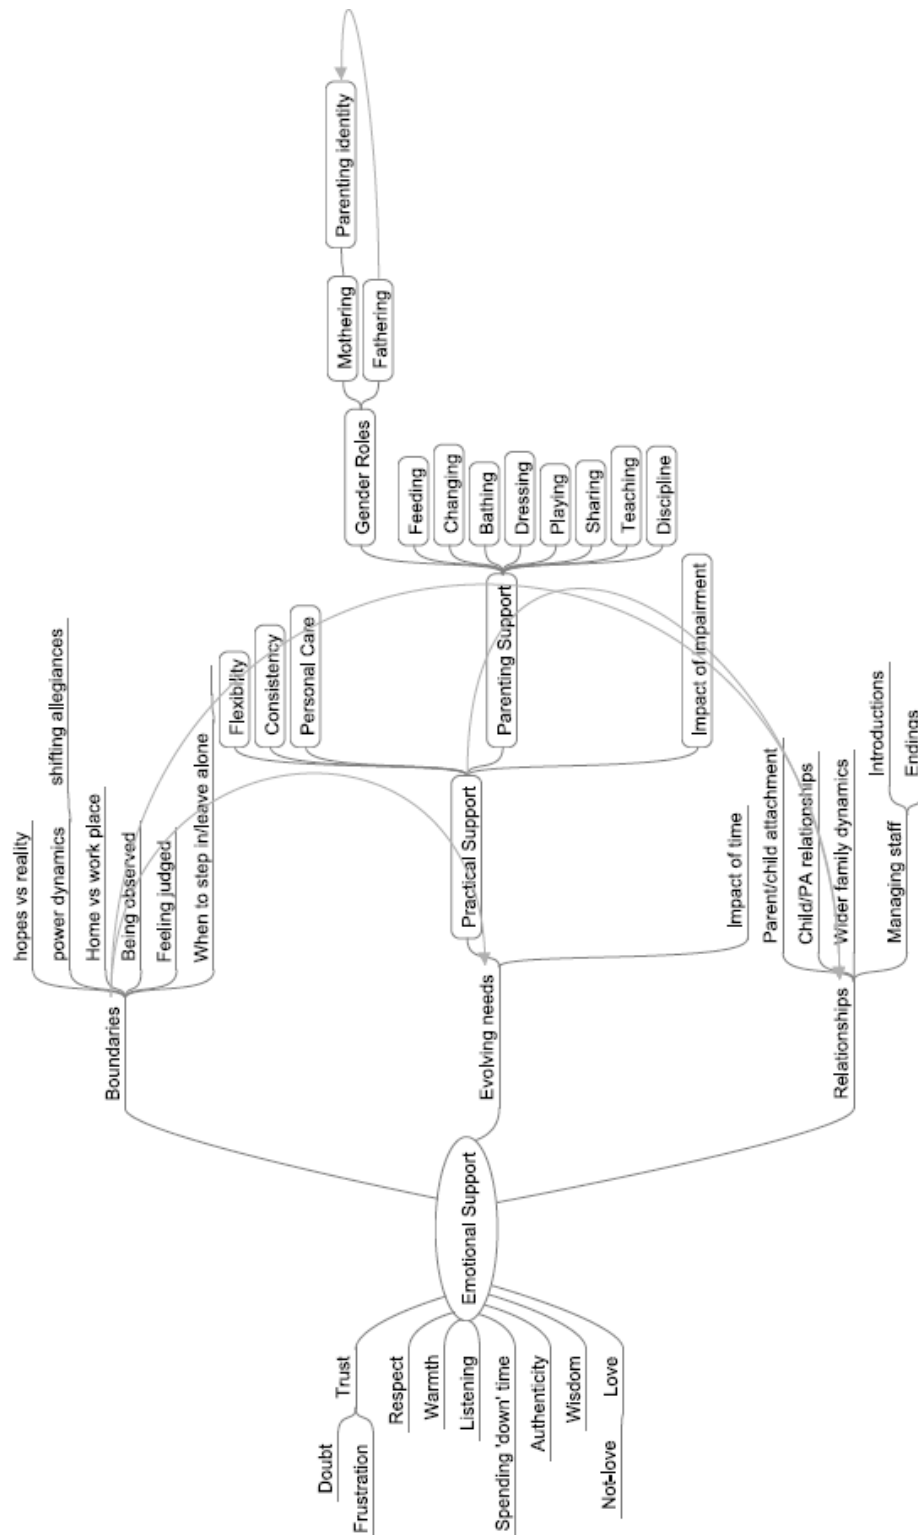 Doubt
Frustration
Trust
Respect
Warmth
Listening
Spending 'down' time
Authenticity
Wisdom
Not-love
Love
Emotional Support
Boundaries
hopes vs reality
power dynamics
shifting allegiances
Home vs work place
Being observed
Feeling judged
When to step in/leave alone
Evolving needs
Practical Support
Flexibility
Consistency
Personal Care
Parenting Support
Gender Roles
Mothering
Parenting identity
Fathering
Feeding
Changing
Bathing
Dressing
Playing
Sharing
Teaching
Discipline
Impact of impairment
Impact of time
Relationships
Parent/child attachment
Child/PA relationships
Wider family dynamics
Managing staff
Introductions
Endings